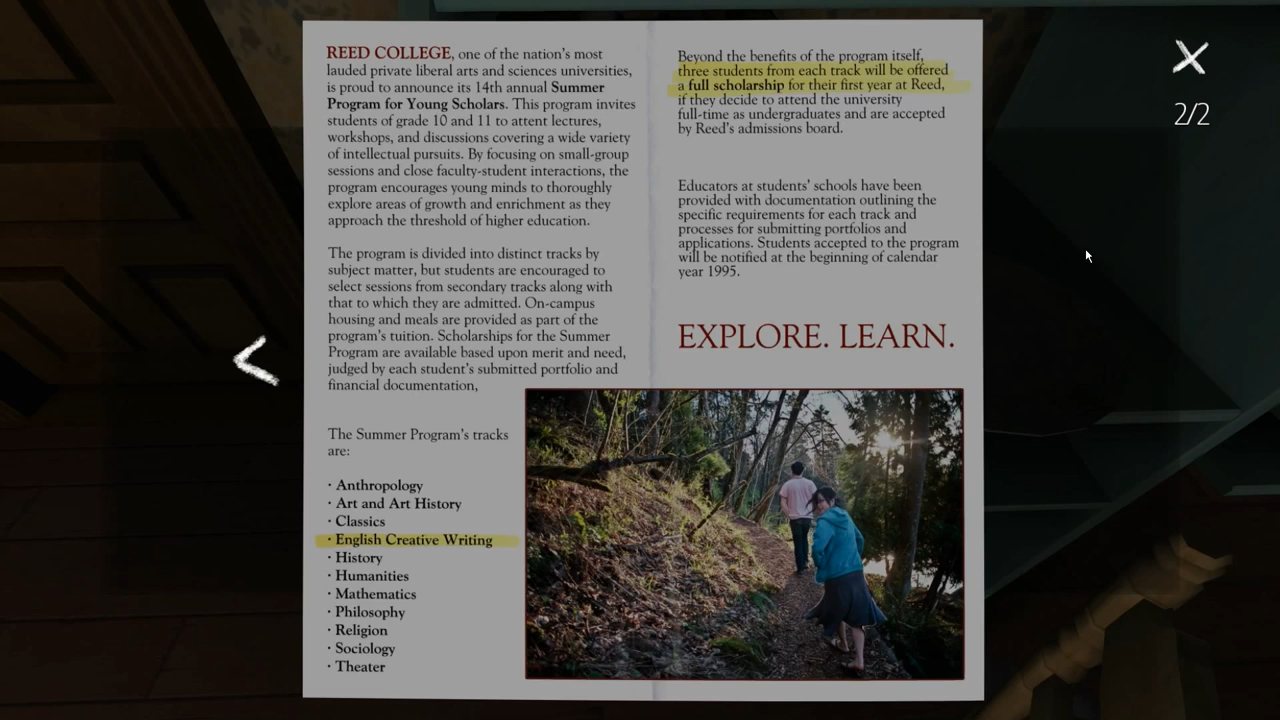 REED COLLEGE, one of the nation's most
lauded private liberal arts and sciences universities,
is proud to announce its 14th annual Summer
Program for Young Scholars. This program invites
students of grade 10 and 11 to attent lectures,
workshops, and discussions covering a wide variety
of intellectual pursuits. By focusing on small-group
sessions and close faculty-student interactions, the
program encourages young minds to thoroughly
explore areas of growth and enrichment as they
approach the threshold of higher education.
The program is divided into distinct tracks by
subject matter, but students are encouraged to
select sessions from secondary tracks along with
that to which they are admitted. On-campus
housing and meals are provided as part of the
program's tuition. Scholarships for the Summer
Program are available based upon merit and need,
judged by each student's submitted portfolio and
financial documentation,
The Summer Program's tracks
are:
· Anthropology
· Art and Art History
· Classics
· English Creative Writing
· History
· Humanities
· Mathematics
· Philosophy
· Religion
· Sociology
· Theater
Beyond the benefits of the program itself,
three students from each track will be offered
a full scholarship for their first year at Reed,
if they decide to attend the university
full-time as undergraduates and are accepted
by Reed's admissions board.
Educators at students' schools have been
provided with documentation outlining the
specific requirements for each track and
processes for submitting portfolios and
applications. Students accepted to the program
will be notified at the beginning of calendar
year 1995.
EXPLORE. LEARN.
2/2